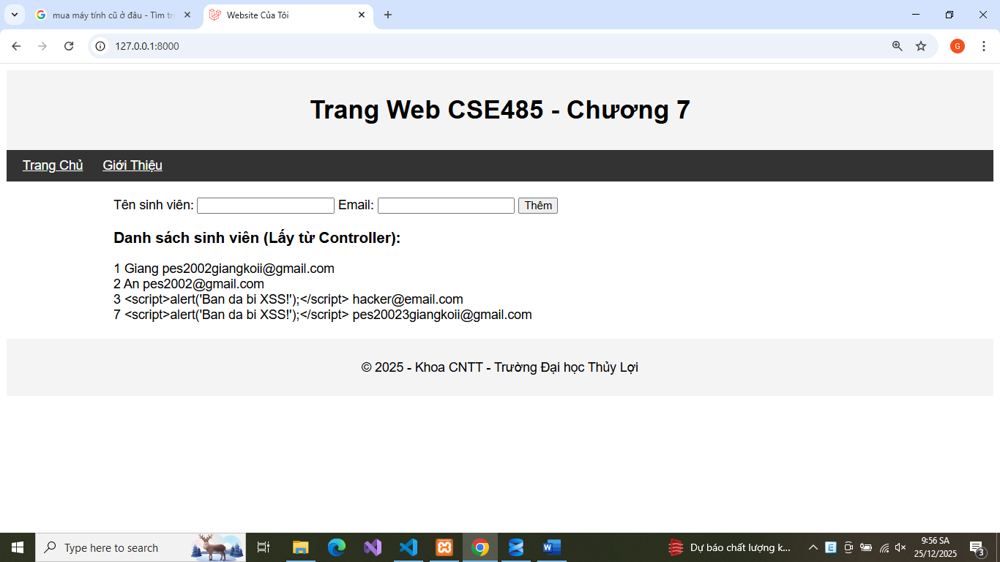 mua máy tính cũ ở đâu - Tìm tr
Website Của Tôi
127.0.0.1:8000
G
Trang Web CSE485 - Chương 7
Trang Chủ Giới Thiệu
Tên sinh viên: Email: Thêm
Danh sách sinh viên (Lấy từ Controller):
1 Giang pes2002giangkoii@gmail.com
2 An pes2002@gmail.com
3 <script>alert('Ban da bi XSS!');</script> hacker@email.com
7 <script>alert('Ban da bi XSS!');</script> pes20023giangkoii@gmail.com
© 2025 - Khoa CNTT - Trường Đại học Thủy Lợi
Type here to search
Dự báo chất lượng k...
E
9:56 SA
25/12/2025
3